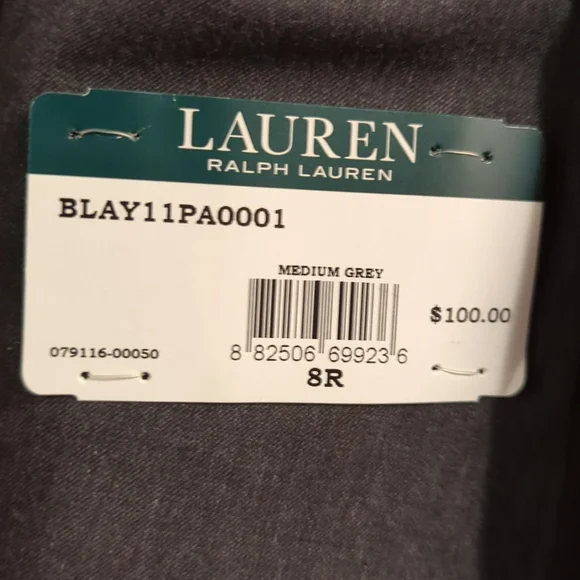 LAUREN
RALPH LAUREN
BLAY11PA0001
MEDIUM GREY
$100.00
079116-00050
8 82506 69923 6
8R